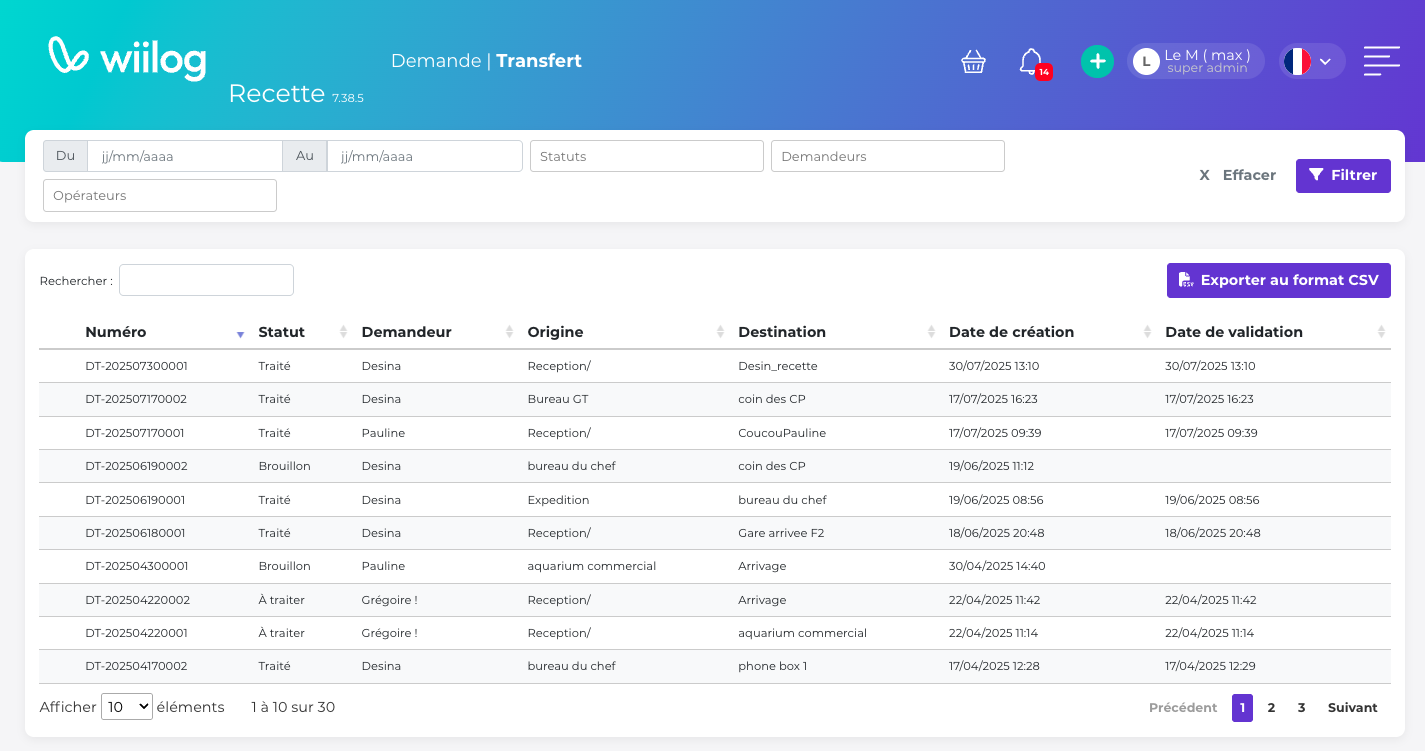 wiilog
Demande | Transfert
Recette 7.38.5
14
L
Le M ( max )
super admin
Du jj/mm/aaaa Au jj/mm/aaaa Statuts Demandeurs
Opérateurs
X Effacer Filtrer
Rechercher :
CSV Exporter au format CSV
Numéro Statut Demandeur Origine Destination Date de création Date de validation
DT-202507300001 Traité Desina Reception/ Desin_recette 30/07/2025 13:10 30/07/2025 13:10
DT-202507170002 Traité Desina Bureau GT coin des CP 17/07/2025 16:23 17/07/2025 16:23
DT-202507170001 Traité Pauline Reception/ CoucouPauline 17/07/2025 09:39 17/07/2025 09:39
DT-202506190002 Brouillon Desina bureau du chef coin des CP 19/06/2025 11:12
DT-202506190001 Traité Desina Expedition bureau du chef 19/06/2025 08:56 19/06/2025 08:56
DT-202506180001 Traité Desina Reception/ Gare arrivee F2 18/06/2025 20:48 18/06/2025 20:48
DT-202504300001 Brouillon Pauline aquarium commercial Arrivage 30/04/2025 14:40
DT-202504220002 À traiter Grégoire ! Reception/ Arrivage 22/04/2025 11:42 22/04/2025 11:42
DT-202504220001 À traiter Grégoire ! Reception/ aquarium commercial 22/04/2025 11:14 22/04/2025 11:14
DT-202504170002 Traité Desina bureau du chef phone box 1 17/04/2025 12:28 17/04/2025 12:29
Afficher 10 éléments 1 à 10 sur 30 Précédent 1 2 3 Suivant